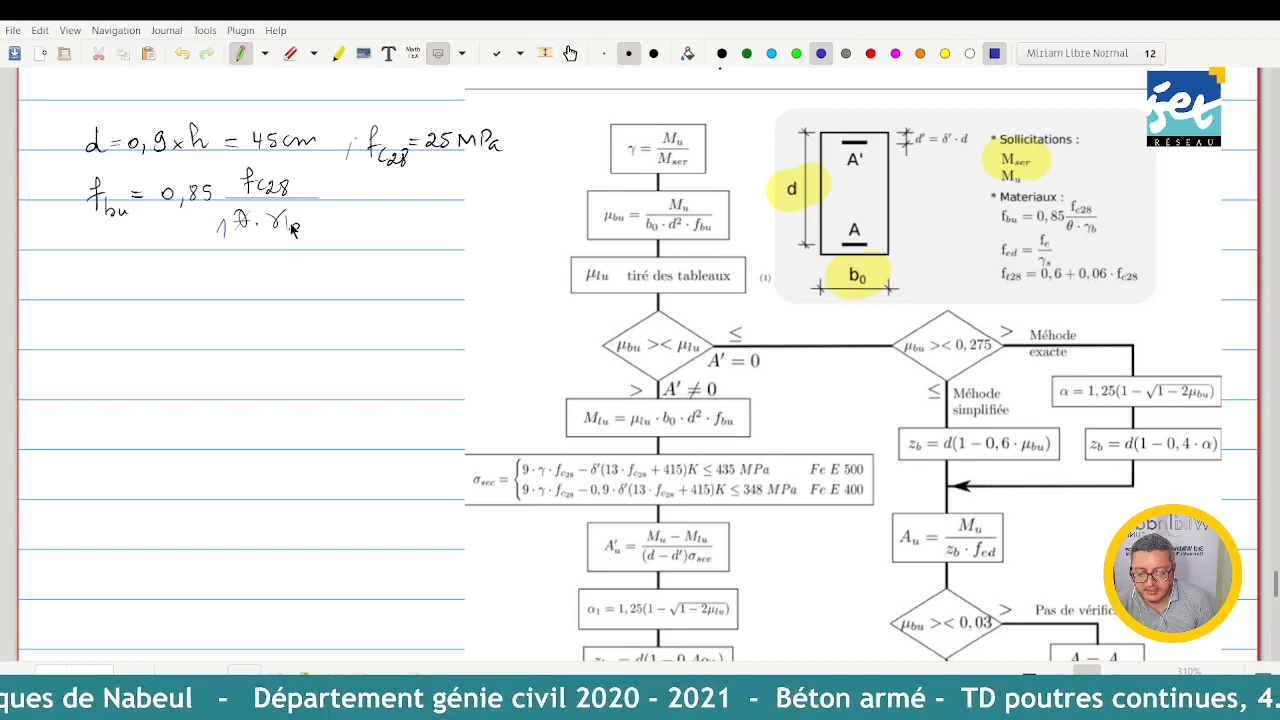 File Edit View Navigation Journal Tools Plugin Help
Math
T TEX
Miriam Libre Normal 12
iset
RÉSEAU
d = 0,9 x h = 45 cm ; fc28 = 25 MPa
fbu = 0,85 fc28 / θ · γb
1
γ = Mu / Mser
μbu = Mu / b0 · d² · fbu
μlu tiré des tableaux (1)
μbu >< μlu
≤
A' = 0
> A' ≠ 0
Mlu = μlu · b0 · d² · fbu
σsec = { 9 · γ · fc28 − δ'(13 · fc28 + 415)K ≤ 435 MPa Fe E 500
9 · γ · fc28 − 0,9 · δ'(13 · fc28 + 415)K ≤ 348 MPa Fe E 400
A'u = Mu − Mlu / (d − d')σsce
α1 = 1,25(1 − √1 − 2μlu)
d' = δ' · d
A'
d
A
b0
* Sollicitations :
Mser
Mu
* Materiaux :
fbu = 0,85 fc28 / θ · γb
fed = fe / γs
ft28 = 0,6 + 0,06 · fc28
μbu >< 0,275
> Méhode
exacte
≤ Méhode
simplifiée
α = 1,25(1 − √1 − 2μbu)
zb = d(1 − 0,6 · μbu)
zb = d(1 − 0,4 · α)
Au = Mu / zb · fed
μbu >< 0,03
> Pas de
310%
ques de Nabeul - Département génie civil 2020 - 2021 - Béton armé - TD poutres continues, 4.